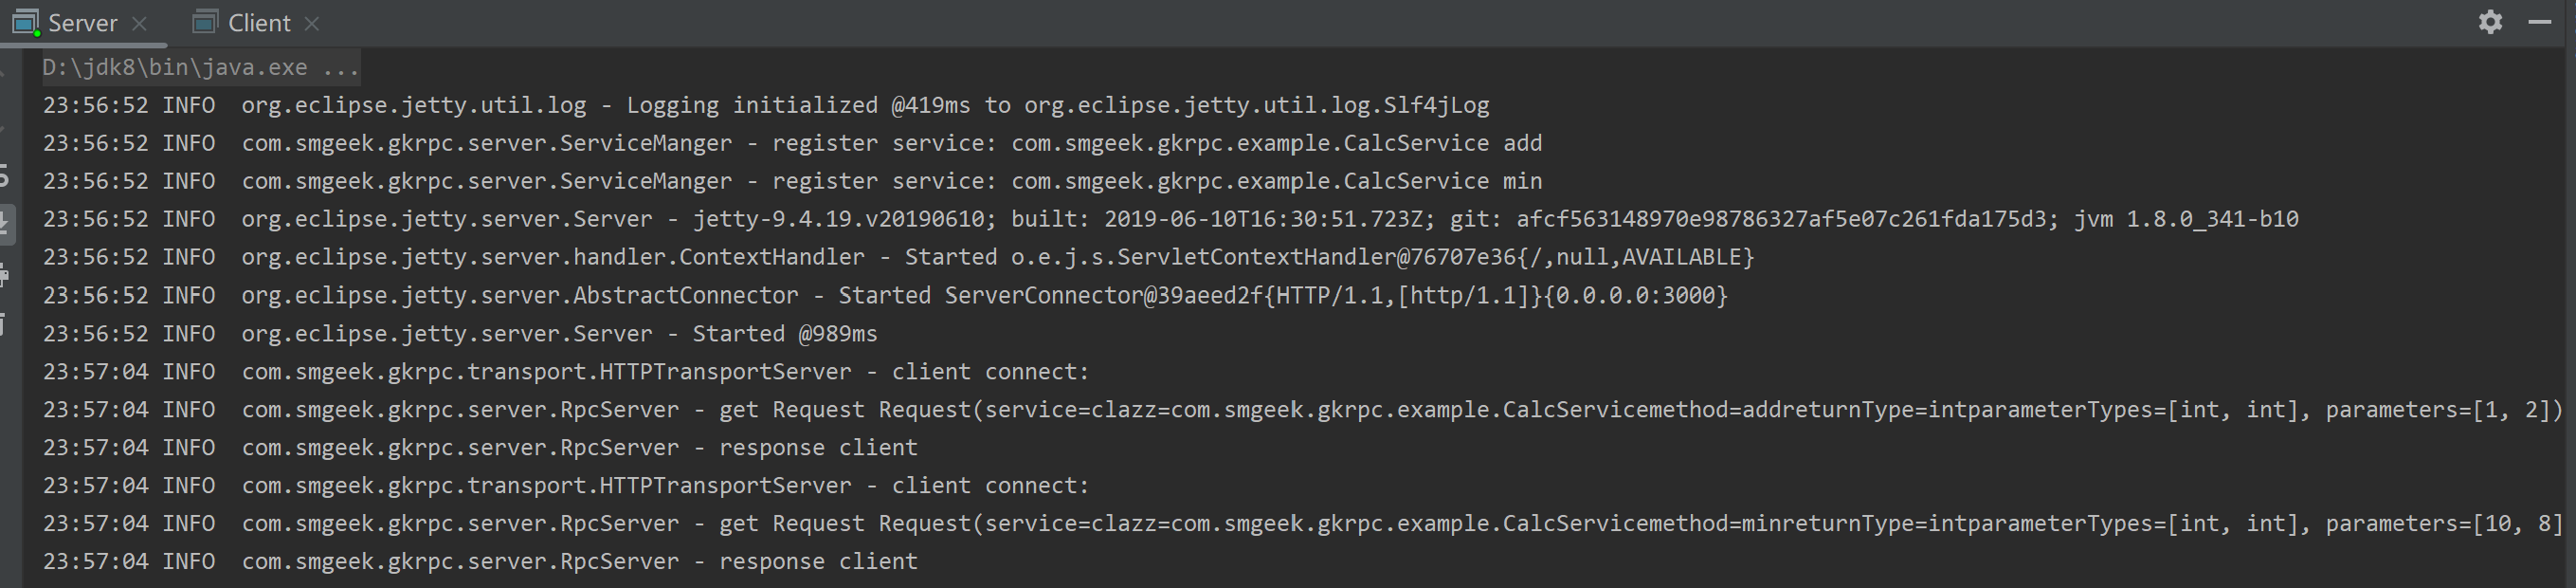 Server Client
D:\jdk8\bin\java.exe ...
23:56:52 INFO  org.eclipse.jetty.util.log - Logging initialized @419ms to org.eclipse.jetty.util.log.Slf4jLog
23:56:52 INFO  com.smgeek.gkrpc.server.ServiceManger - register service: com.smgeek.gkrpc.example.CalcService add
23:56:52 INFO  com.smgeek.gkrpc.server.ServiceManger - register service: com.smgeek.gkrpc.example.CalcService min
23:56:52 INFO  org.eclipse.jetty.server.Server - jetty-9.4.19.v20190610; built: 2019-06-10T16:30:51.723Z; git: afcf563148970e98786327af5e07c261fda175d3; jvm 1.8.0_341-b10
23:56:52 INFO  org.eclipse.jetty.server.handler.ContextHandler - Started o.e.j.s.ServletContextHandler@76707e36{/,null,AVAILABLE}
23:56:52 INFO  org.eclipse.jetty.server.AbstractConnector - Started ServerConnector@39aeed2f{HTTP/1.1,[http/1.1]}{0.0.0.0:3000}
23:56:52 INFO  org.eclipse.jetty.server.Server - Started @989ms
23:57:04 INFO  com.smgeek.gkrpc.transport.HTTPTransportServer - client connect:
23:57:04 INFO  com.smgeek.gkrpc.server.RpcServer - get Request Request(service=clazz=com.smgeek.gkrpc.example.CalcServicemethod=addreturnType=intparameterTypes=[int, int], parameters=[1, 2])
23:57:04 INFO  com.smgeek.gkrpc.server.RpcServer - response client
23:57:04 INFO  com.smgeek.gkrpc.transport.HTTPTransportServer - client connect:
23:57:04 INFO  com.smgeek.gkrpc.server.RpcServer - get Request Request(service=clazz=com.smgeek.gkrpc.example.CalcServicemethod=minreturnType=intparameterTypes=[int, int], parameters=[10, 8]
23:57:04 INFO  com.smgeek.gkrpc.server.RpcServer - response client